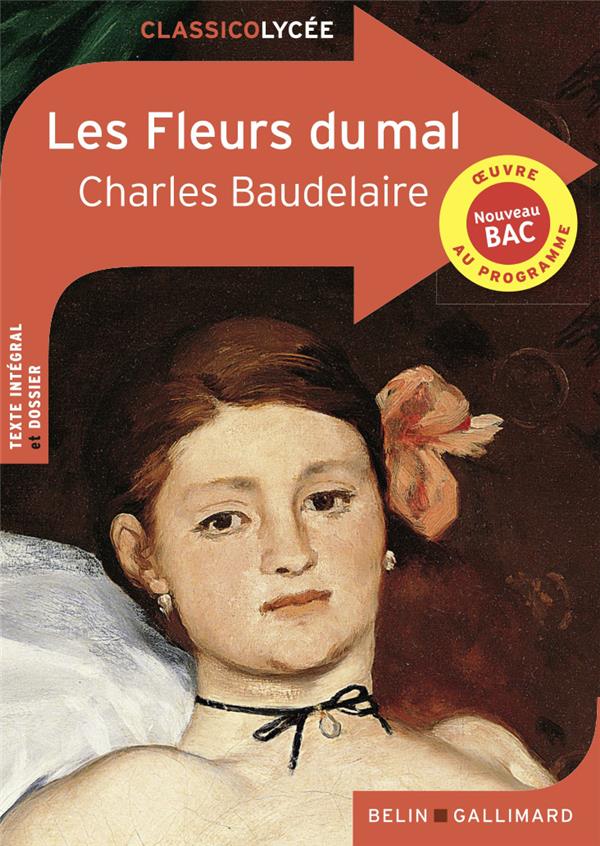 CLASSICOLYCÉE
Les Fleurs du mal
Charles Baudelaire
ŒUVRE
Nouveau
BAC
AU PROGRAMME
TEXTE INTÉGRAL
et DOSSIER
BELIN ■ GALLIMARD